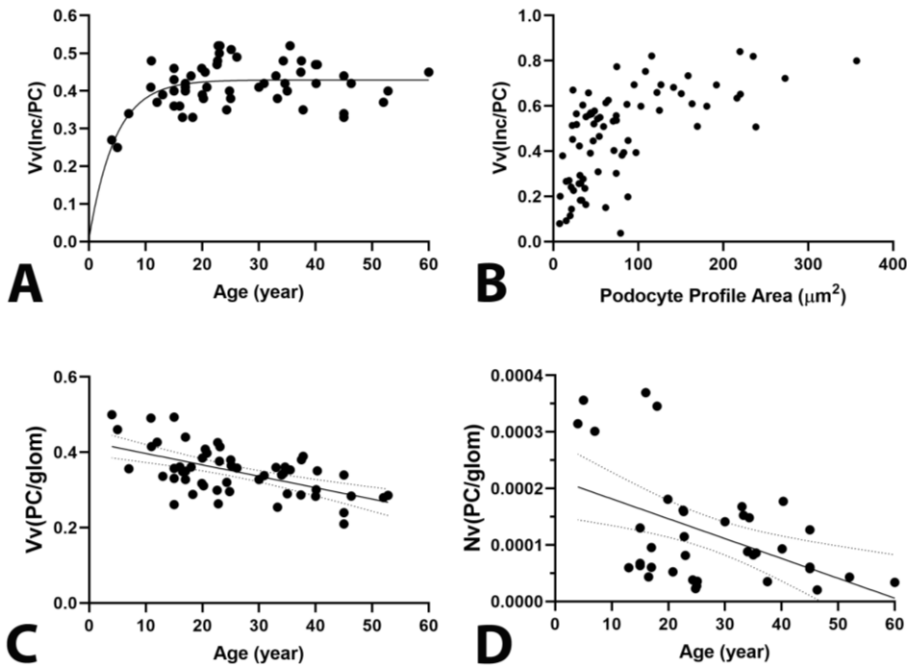 0.6
0.5
0.4
0.3
0.2
0.1
0.0
Vv(Inc/PC)
0 10 20 30 40 50 60
Age (year)
A
1.0
0.8
0.6
0.4
0.2
0.0
Vv(Inc/PC)
0 100 200 300 400
Podocyte Profile Area (μm²)
B
0.6
0.4
0.2
0.0
Vv(PC/glom)
0 10 20 30 40 50 60
Age (year)
C
0.0004
0.0003
0.0002
0.0001
0.0000
Nv(PC/glom)
0 10 20 30 40 50 60
Age (year)
D